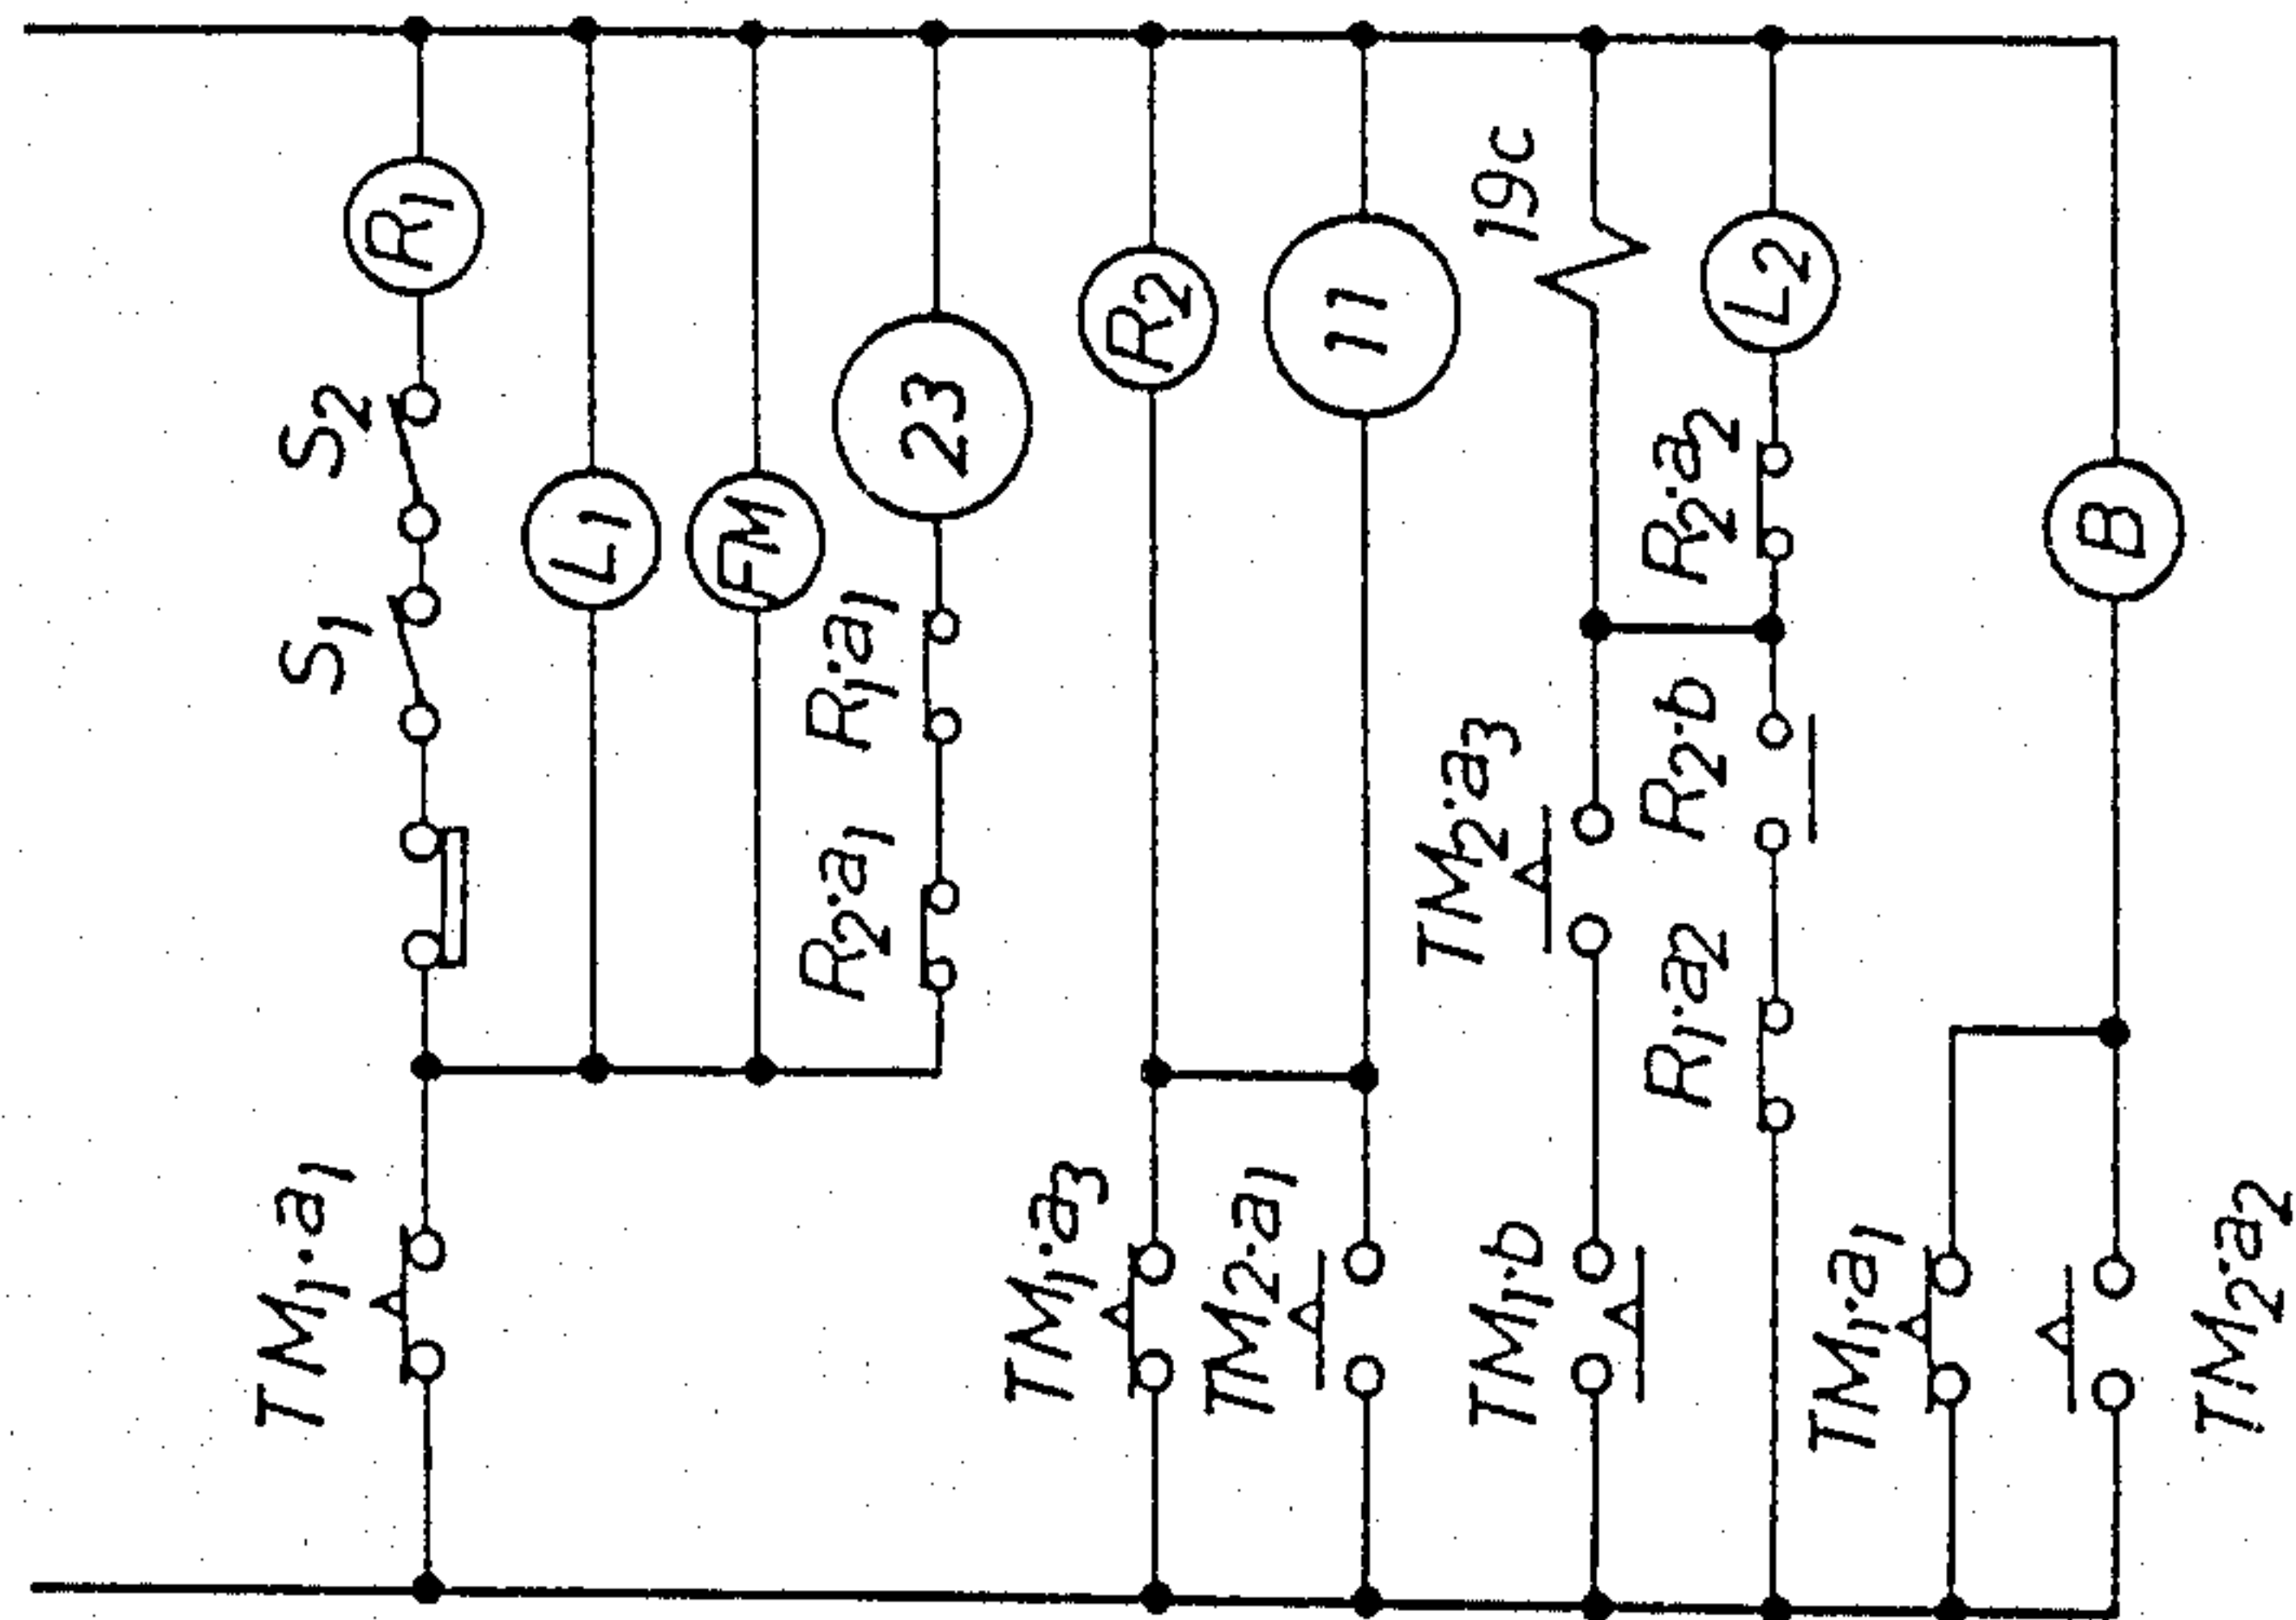 TM1·a1
S1
S2
R1
L1
FM
R2·a1
R1·a1
23
TM1·a3
R2
TM2·a1
11
TM1·b
TM2·a3
19c
R1·a2
R2·b
R2·a2
L2
TM1·a1
TM2·a2
B